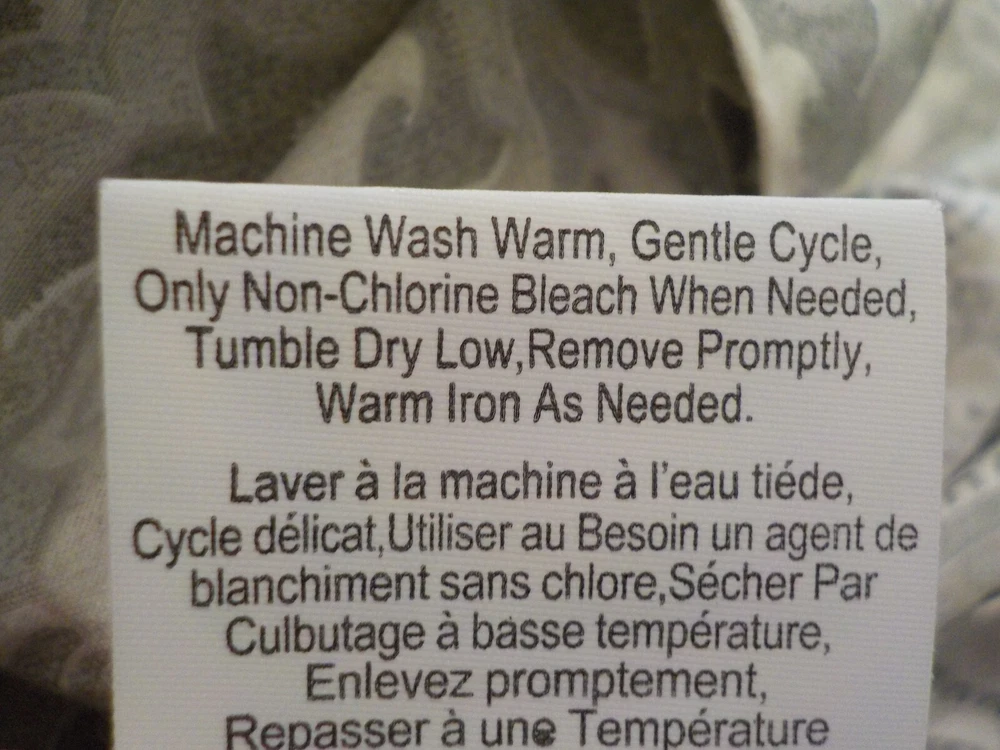 Machine Wash Warm, Gentle Cycle,
Only Non-Chlorine Bleach When Needed,
Tumble Dry Low,Remove Promptly,
Warm Iron As Needed.
Laver à la machine à l'eau tiéde,
Cycle délicat,Utiliser au Besoin un agent de
blanchiment sans chlore,Sécher Par
Culbutage à basse température,
Enlevez promptement,
Repasser à une Température